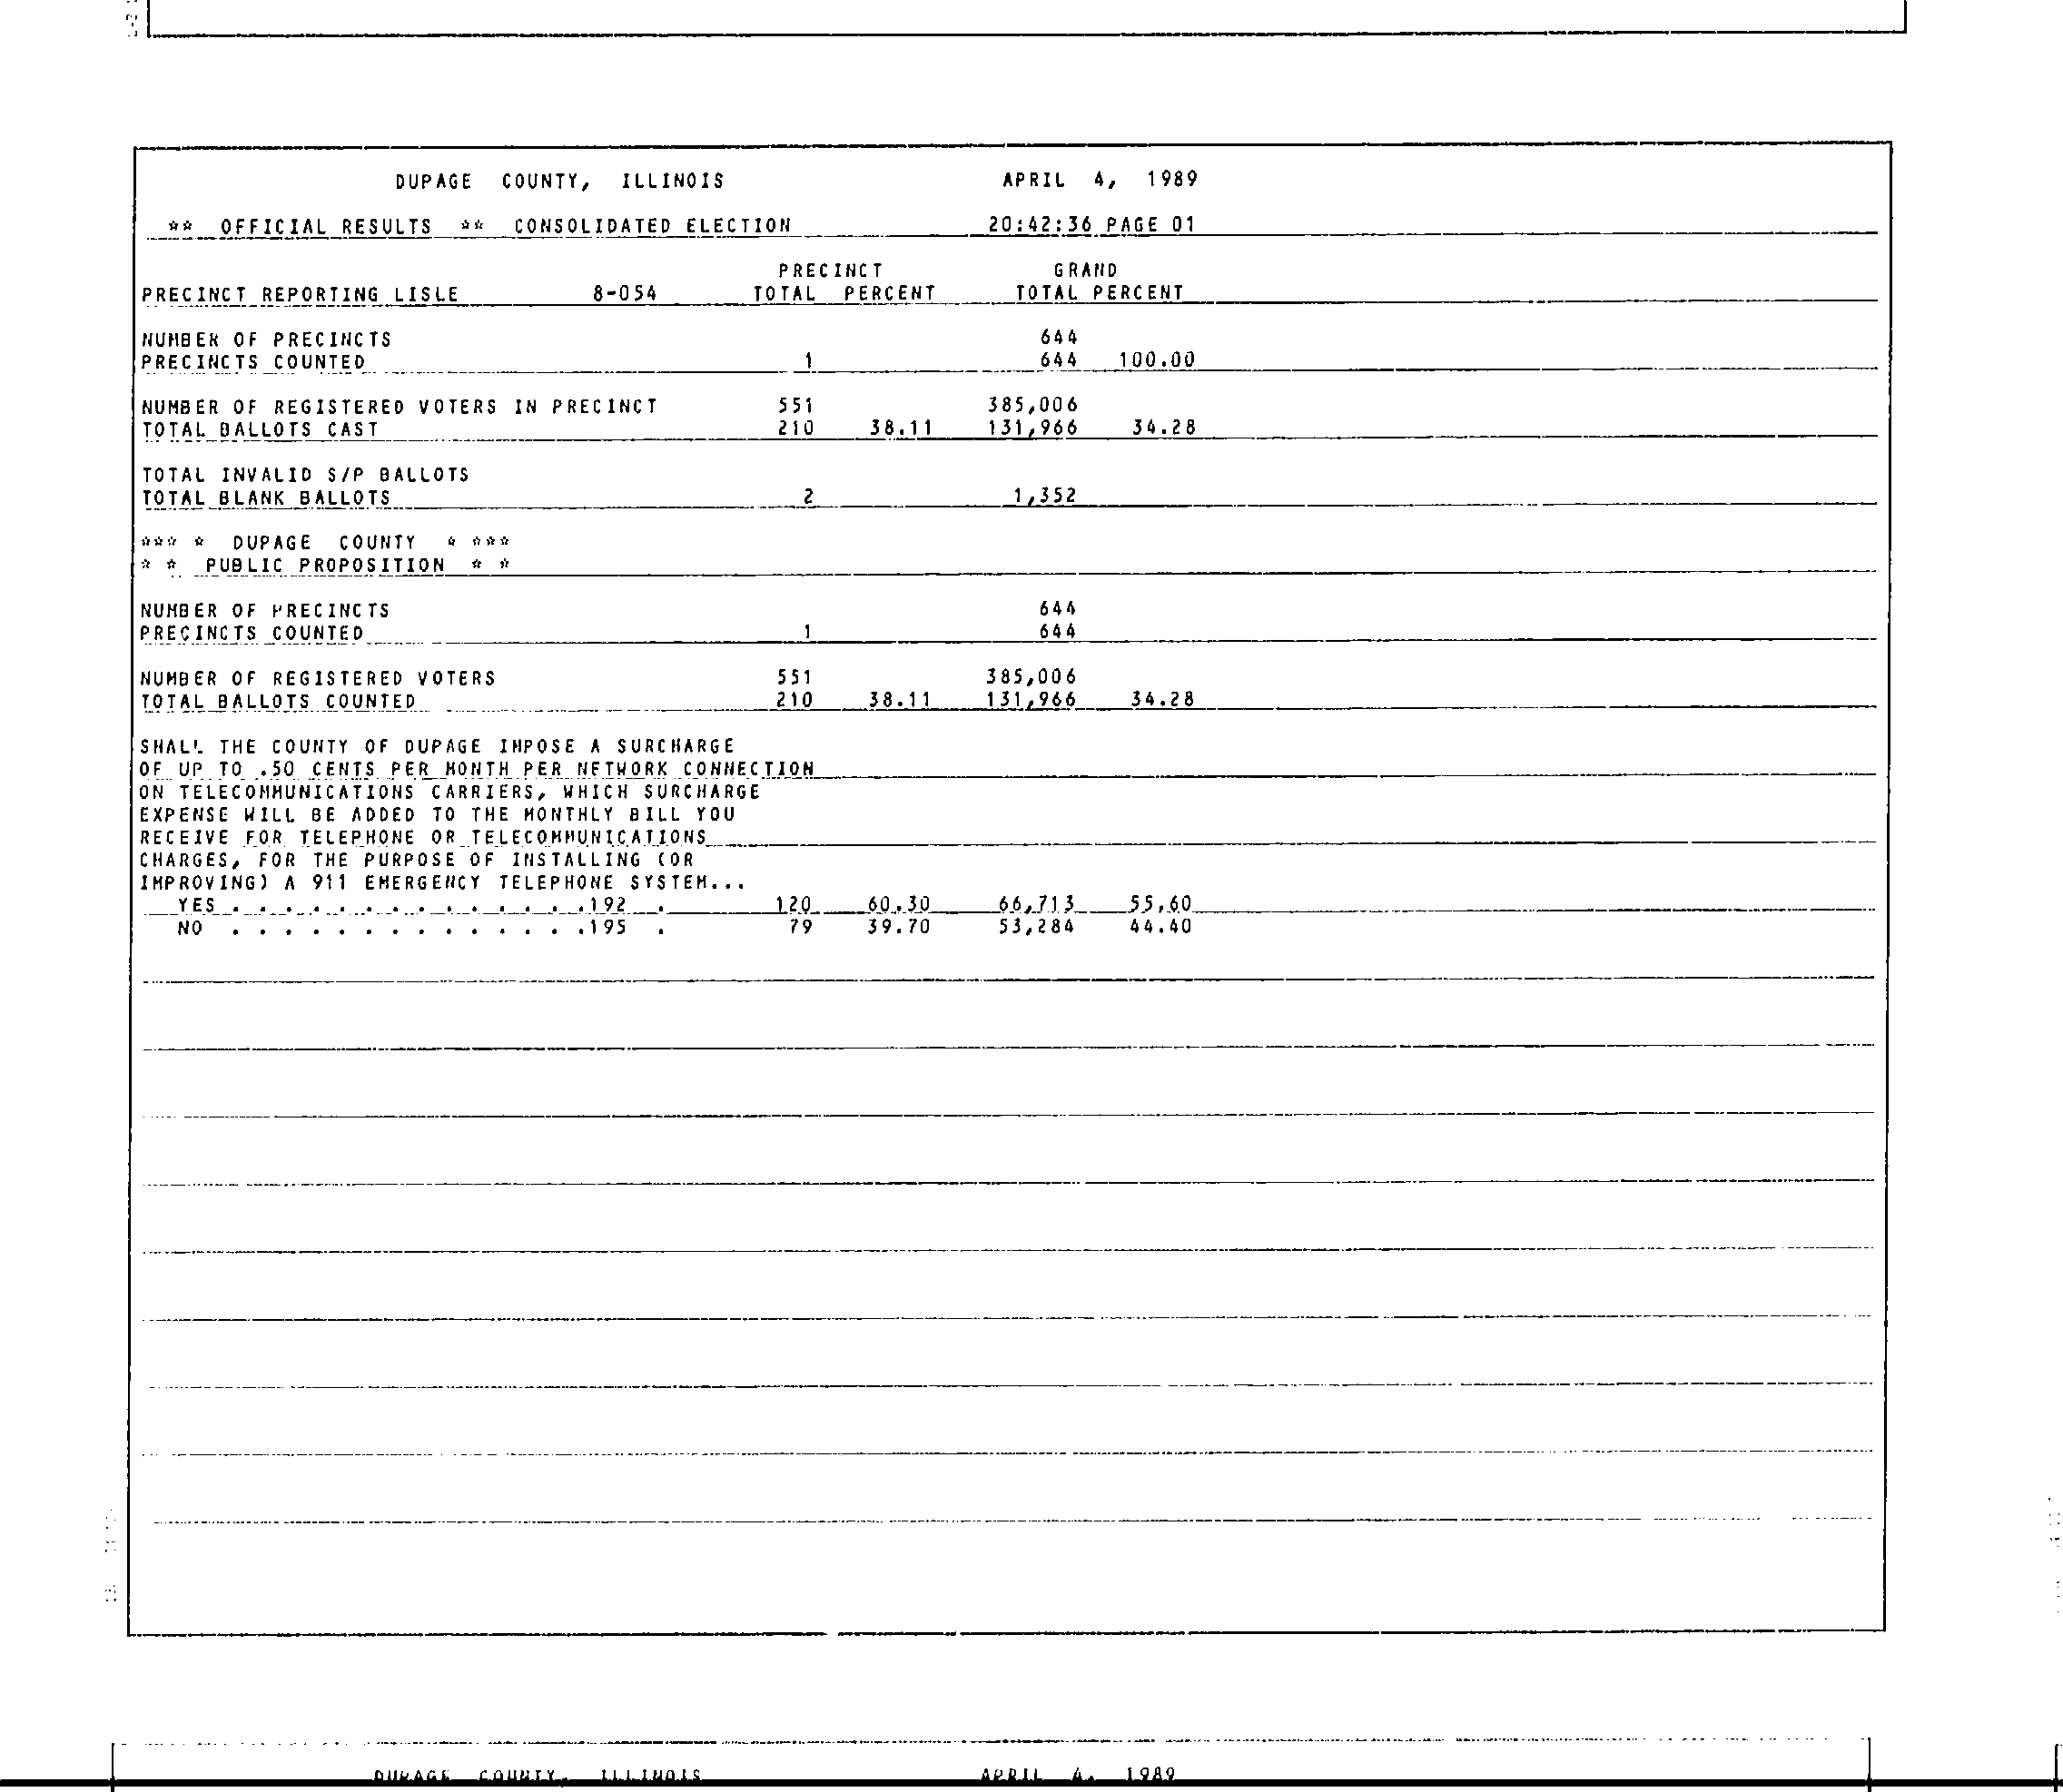 DUPAGE COUNTY, ILLINOIS APRIL 4, 1989
** OFFICIAL RESULTS ** CONSOLIDATED ELECTION 20:42:36 PAGE 01
PRECINCT GRAND
PRECINCT REPORTING LISLE 8-054 TOTAL PERCENT TOTAL PERCENT
NUMBER OF PRECINCTS 644
PRECINCTS COUNTED 1 644 100.00
NUMBER OF REGISTERED VOTERS IN PRECINCT 551 385,006
TOTAL BALLOTS CAST 210 38.11 131,966 34.28
TOTAL INVALID S/P BALLOTS
TOTAL BLANK BALLOTS 2 1,352
*** * DUPAGE COUNTY * ***
* * PUBLIC PROPOSITION * *
NUMBER OF PRECINCTS 644
PRECINCTS COUNTED 1 644
NUMBER OF REGISTERED VOTERS 551 385,006
TOTAL BALLOTS COUNTED 210 38.11 131,966 34.28
SHALL THE COUNTY OF DUPAGE IMPOSE A SURCHARGE
OF UP TO .50 CENTS PER MONTH PER NETWORK CONNECTION
ON TELECOMMUNICATIONS CARRIERS, WHICH SURCHARGE
EXPENSE WILL BE ADDED TO THE MONTHLY BILL YOU
RECEIVE FOR TELEPHONE OR TELECOMMUNICATIONS
CHARGES, FOR THE PURPOSE OF INSTALLING (OR
IMPROVING) A 911 EMERGENCY TELEPHONE SYSTEM...
YES . . . . . . . . . . . . . .192 . 120 60.30 66,713 55.60
NO . . . . . . . . . . . . . .195 . 79 39.70 53,284 44.40
DUPAGE COUNTY, ILLINOIS APRIL 4, 1989